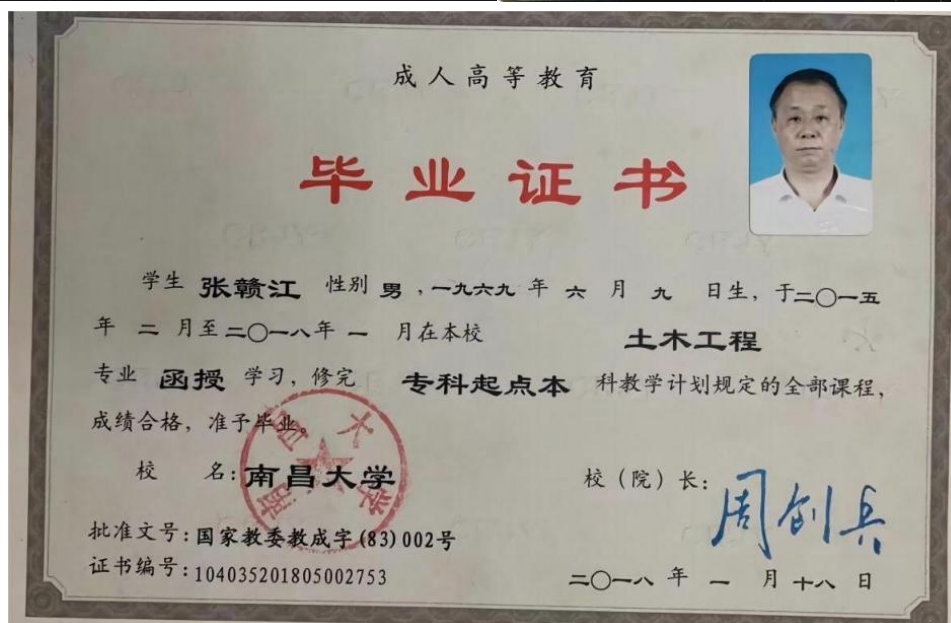 成人高等教育
毕业证书
学生 张赣江 性别 男 ,一九六九 年 六 月 九 日生, 于二〇一五
年 二 月至二〇一八年 一 月在本校 土木工程
专业 函授 学习, 修完 专科起点本 科教学计划规定的全部课程,
成绩合格, 准予毕业。
南昌大学
校 名: 南昌大学
校（院）长: 周创兵
批准文号: 国家教委教成字(83)002号
证书编号: 104035201805002753
二〇一八 年 一 月 十八 日